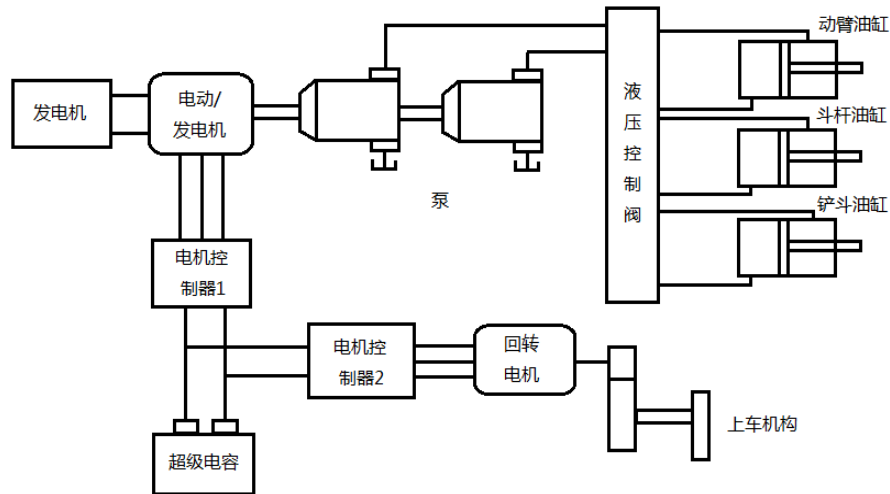 动臂油缸
发电机
电动/
发电机
液
压
控
制
阀
斗杆油缸
泵
铲斗油缸
电机控
制器1
电机控
制器2
回转
电机
上车机构
超级电容